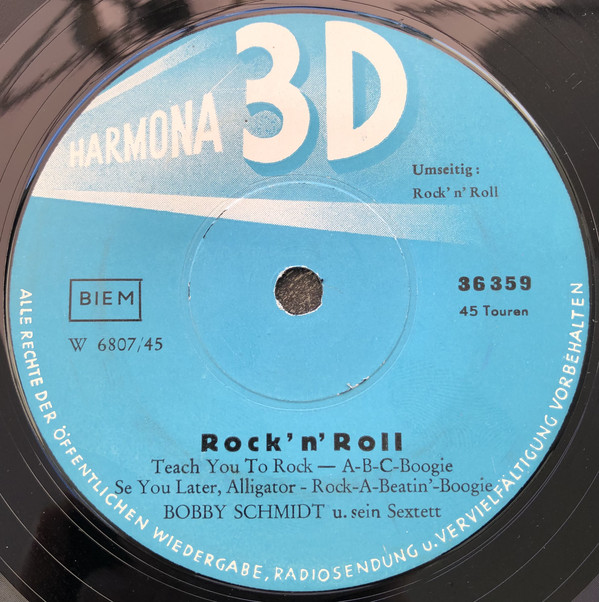 HARMONA 3D
Umseitig:
Rock' n' Roll
BIEM
36 359
45 Touren
W 6807/45
Rock' n' Roll
Teach You To Rock — A-B-C-Boogie
Se You Later, Alligator - Rock-A-Beatin'-Boogie
BOBBY SCHMIDT u. sein Sextett
ALLE RECHTE DER ÖFFENTLICHEN WIEDERGABE, RADIOSENDUNG u. VERVIELFÄLTIGUNG VORBEHALTEN